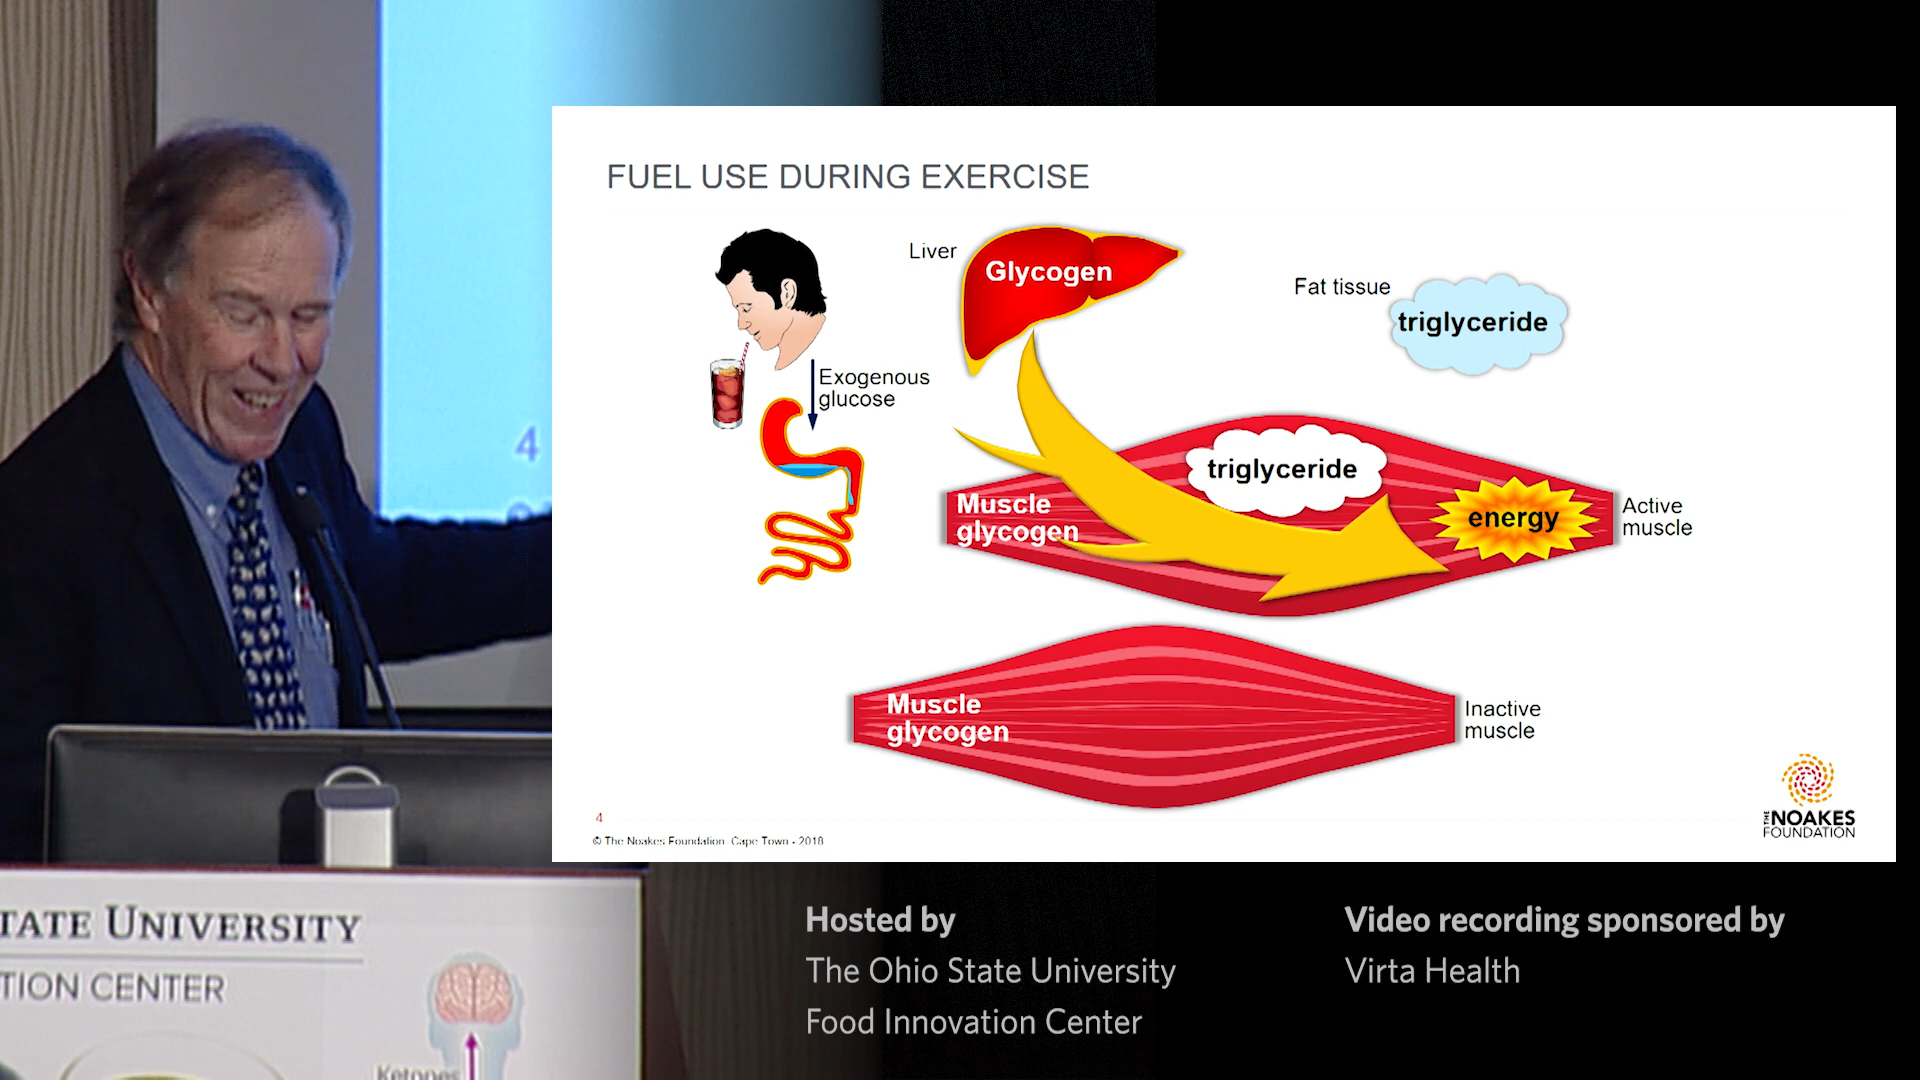 FUEL USE DURING EXERCISE
Liver
Glycogen
Fat tissue
triglyceride
Exogenous
glucose
triglyceride
Muscle
glycogen
energy
Active
muscle
Muscle
glycogen
Inactive
muscle
4
© The Noakes Foundation Cape Town - 2018
THE NOAKES
FOUNDATION
4
TATE UNIVERSITY
TION CENTER
Ketones
Hosted by
The Ohio State University
Food Innovation Center
Video recording sponsored by
Virta Health